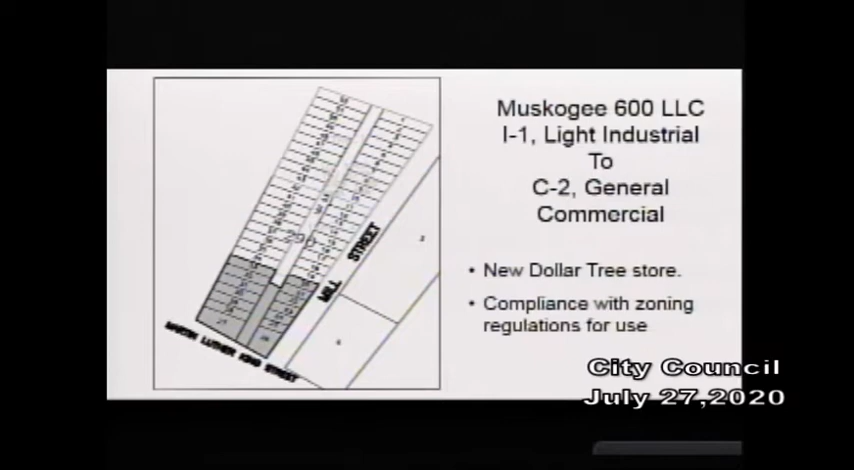 Muskogee 600 LLC
I-1, Light Industrial
To
C-2, General
Commercial
• New Dollar Tree store.
• Compliance with zoning
regulations for use
MILL STREET
MARTIN LUTHER KING STREET
City Council
July 27,2020